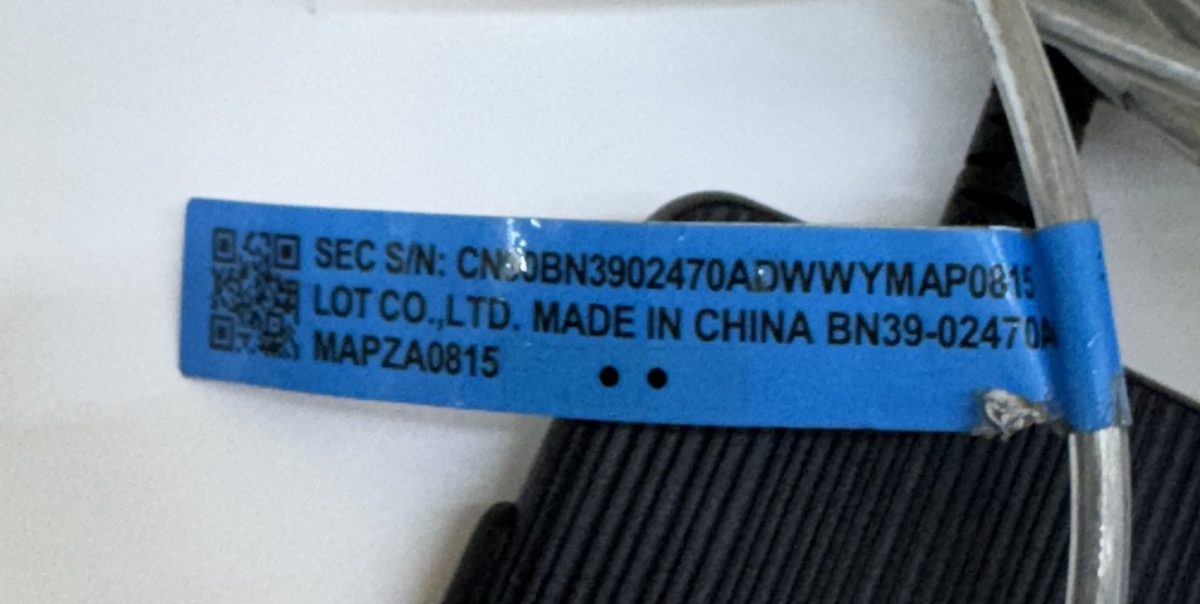 SEC S/N:
LOT CO.,LTD. MADE IN CHINA BN39-02470A
MAPZA0815